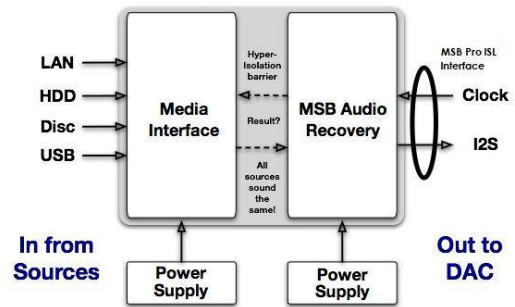 LAN
HDD
Disc
USB
Media
Interface
Hyper-
Isolation
barrier
Result?
All
sources
sound
the
same!
MSB Audio
Recovery
MSB Pro ISL
Interface
Clock
I2S
In from
Sources
Power
Supply
Power
Supply
Out to
DAC